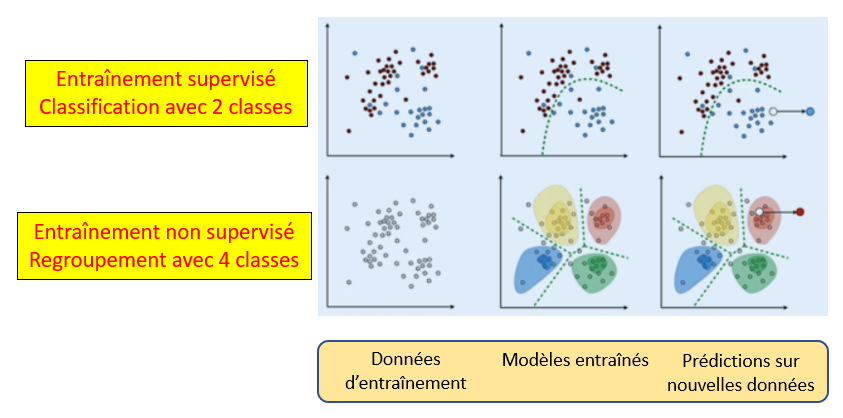 Entraînement supervisé
Classification avec 2 classes
Entraînement non supervisé
Regroupement avec 4 classes
Données
d'entraînement
Modèles entraînés
Prédictions sur
nouvelles données